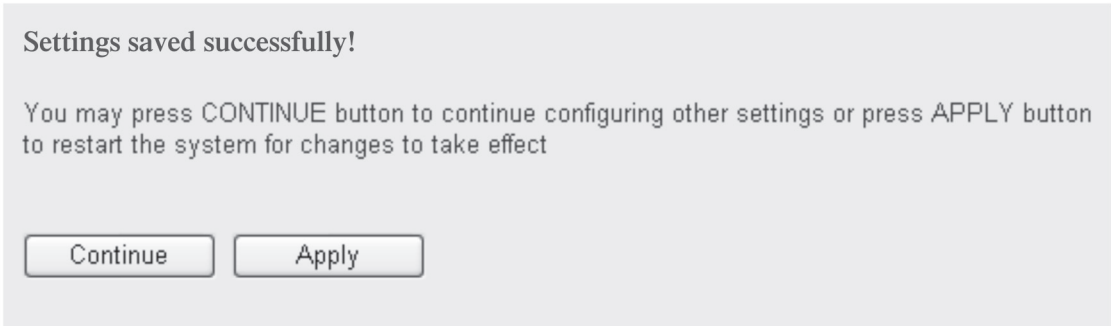 Settings saved successfully!
You may press CONTINUE button to continue configuring other settings or press APPLY button
to restart the system for changes to take effect
Continue
Apply